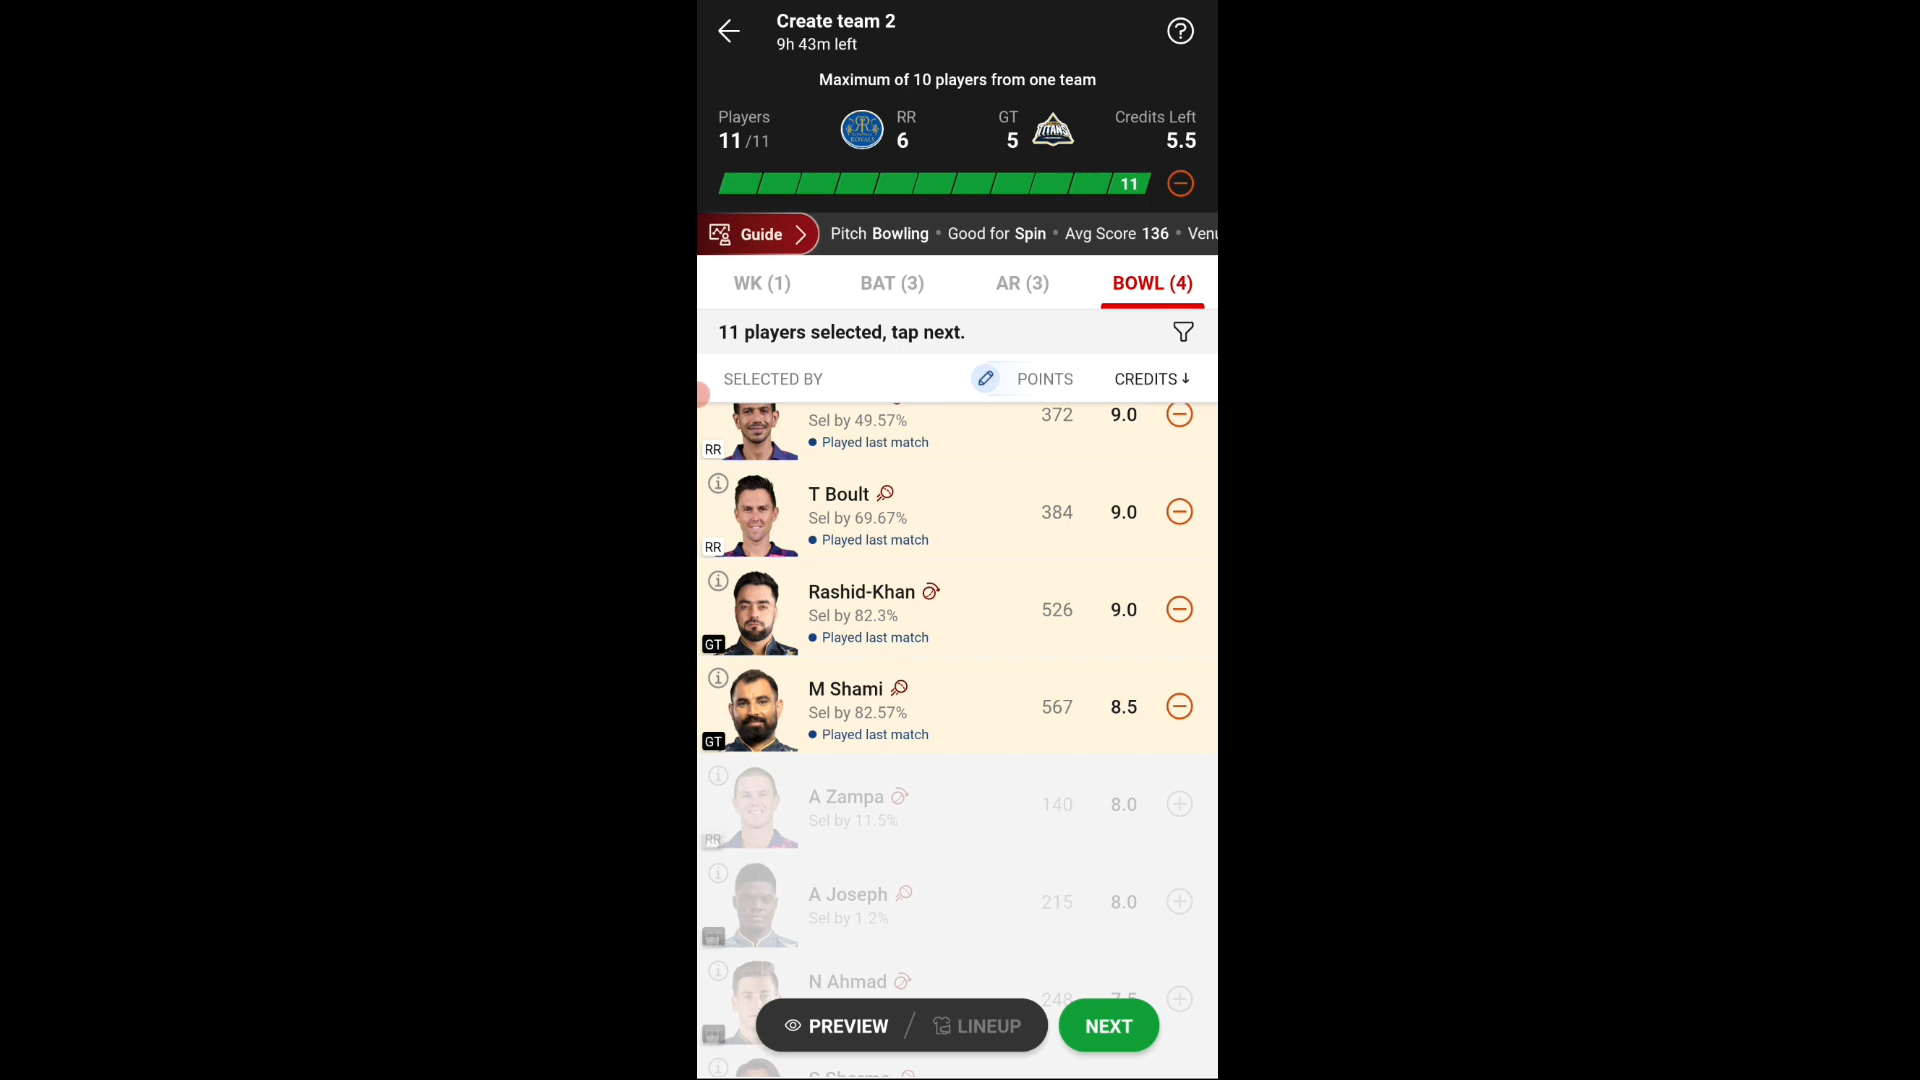 Create team 2
9h 43m left
Maximum of 10 players from one team
Players
11 /11
RR
6
GT
5
TITANS
Credits Left
5.5
11
Guide
Pitch Bowling • Good for Spin • Avg Score 136 • Venu
WK (1) BAT (3) AR (3) BOWL (4)
11 players selected, tap next.
SELECTED BY POINTS CREDITS
Sel by 49.57% 372 9.0
Played last match
RR
T Boult
Sel by 69.67% 384 9.0
Played last match
RR
Rashid-Khan
Sel by 82.3% 526 9.0
Played last match
GT
M Shami
Sel by 82.57% 567 8.5
Played last match
GT
A Zampa
Sel by 11.5% 140 8.0
RR
A Joseph
Sel by 1.2% 215 8.0
GT
N Ahmad
248 7.5
PREVIEW / LINEUP
NEXT
S Sharma